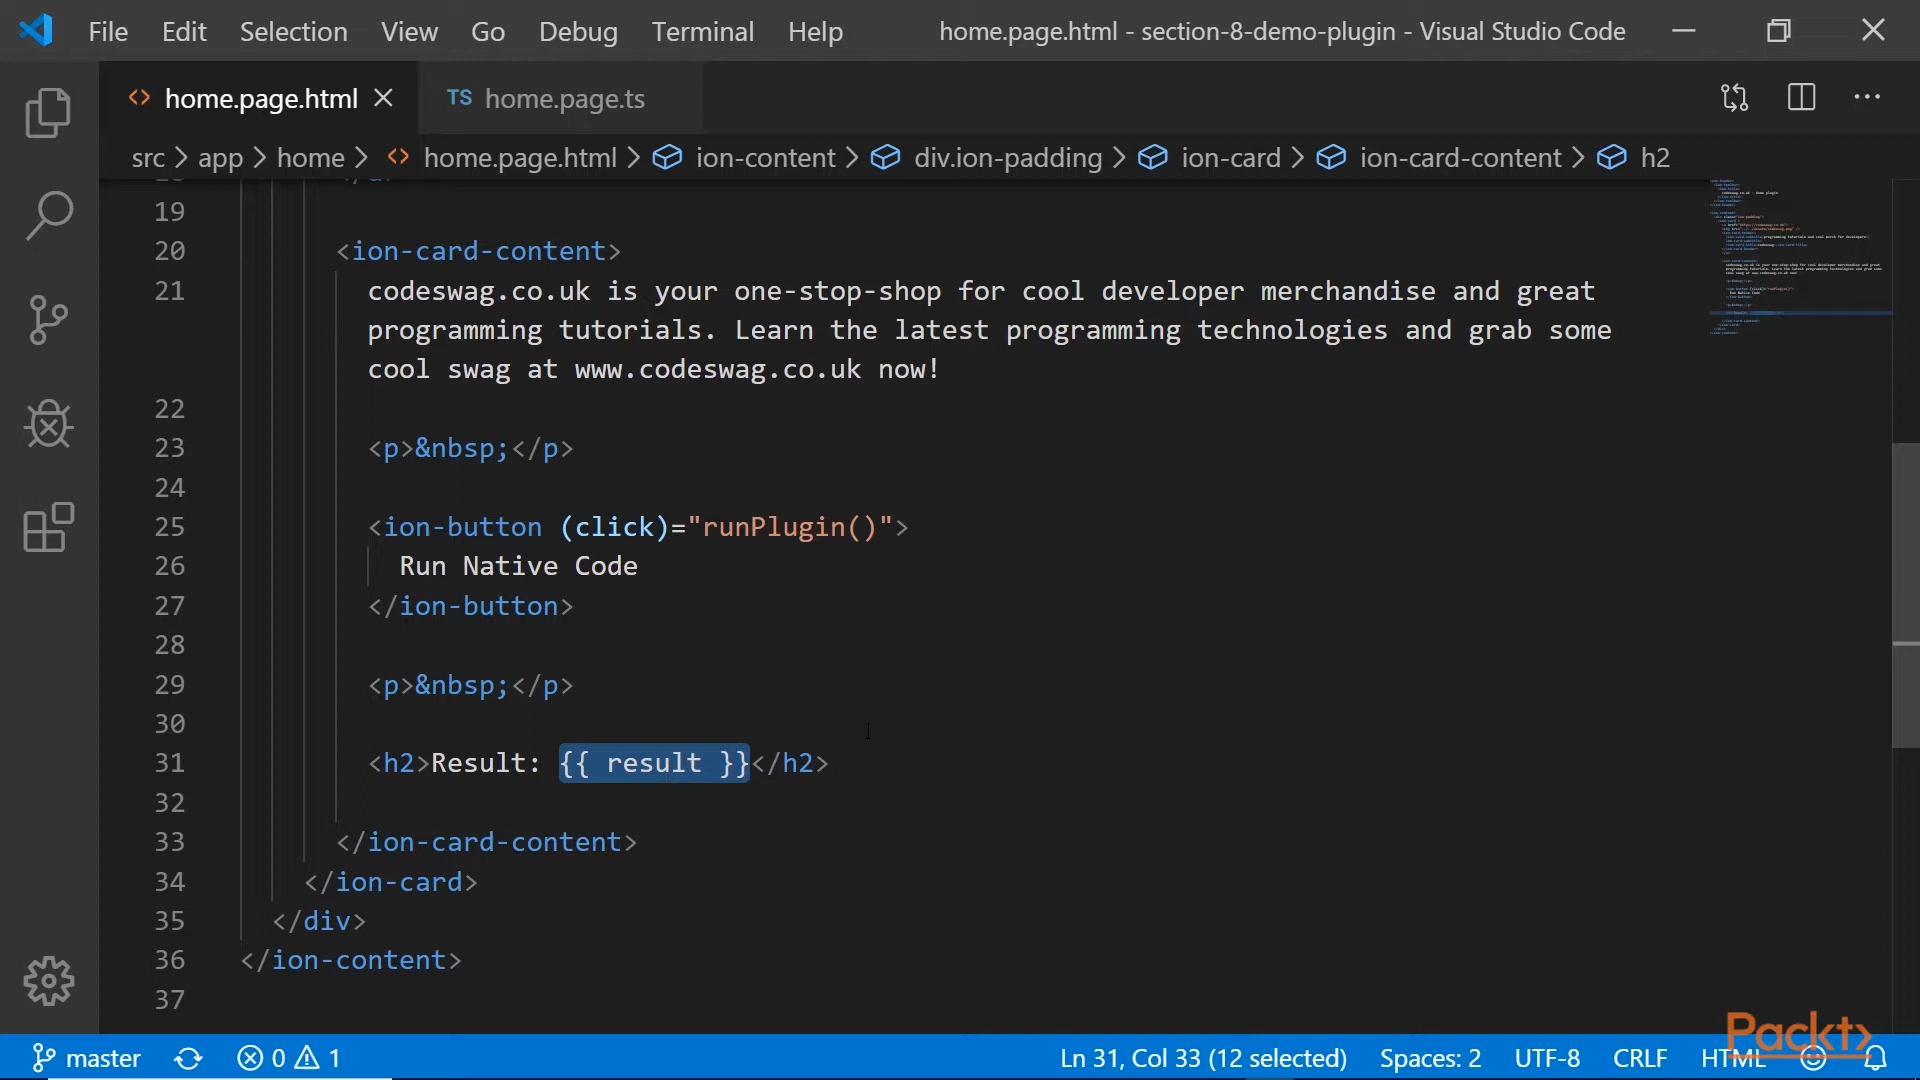 File Edit Selection View Go Debug Terminal Help home.page.html - section-8-demo-plugin - Visual Studio Code
home.page.html TS home.page.ts
src > app > home > home.page.html > ion-content > div.ion-padding > ion-card > ion-card-content > h2
19
20 <ion-card-content>
21 codeswag.co.uk is your one-stop-shop for cool developer merchandise and great
programming tutorials. Learn the latest programming technologies and grab some
cool swag at www.codeswag.co.uk now!
22
23 <p>&nbsp;</p>
24
25 <ion-button (click)="runPlugin()">
26 Run Native Code
27 </ion-button>
28
29 <p>&nbsp;</p>
30
31 <h2>Result: {{ result }}</h2>
32
33 </ion-card-content>
34 </ion-card>
35 </div>
36 </ion-content>
37
Packt>
master 0 1 Ln 31, Col 33 (12 selected) Spaces: 2 UTF-8 CRLF HTML